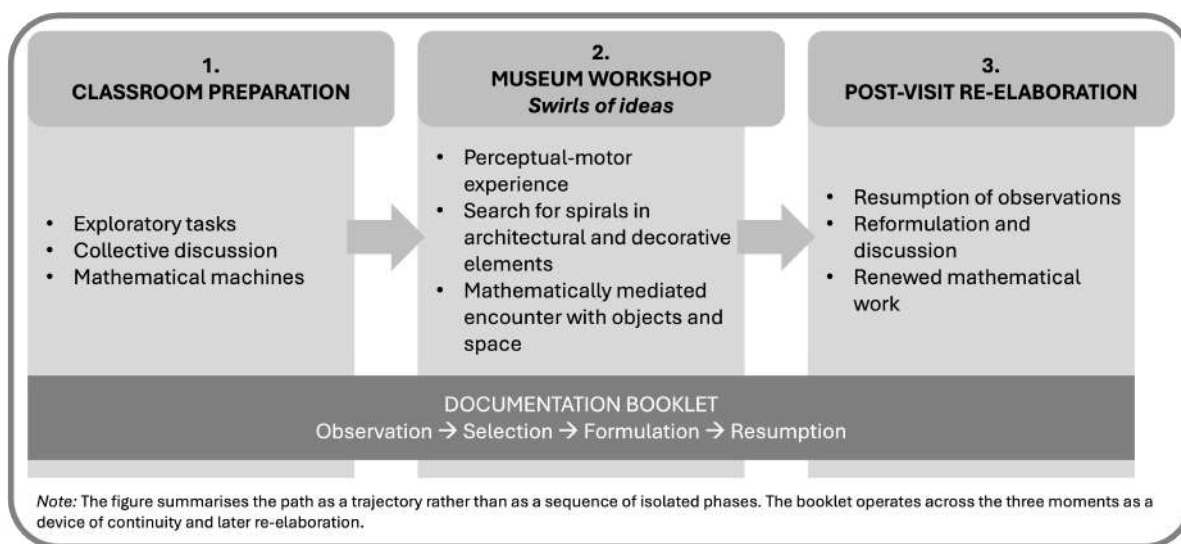 1.
CLASSROOM PREPARATION
• Exploratory tasks
• Collective discussion
• Mathematical machines
2.
MUSEUM WORKSHOP
Swirls of ideas
• Perceptual-motor
experience
• Search for spirals in
architectural and decorative
elements
• Mathematically mediated
encounter with objects and
space
3.
POST-VISIT RE-ELABORATION
• Resumption of observations
• Reformulation and
discussion
• Renewed mathematical
work
DOCUMENTATION BOOKLET
Observation → Selection → Formulation → Resumption
Note: The figure summarises the path as a trajectory rather than as a sequence of isolated phases. The booklet operates across the three moments as a
device of continuity and later re-elaboration.